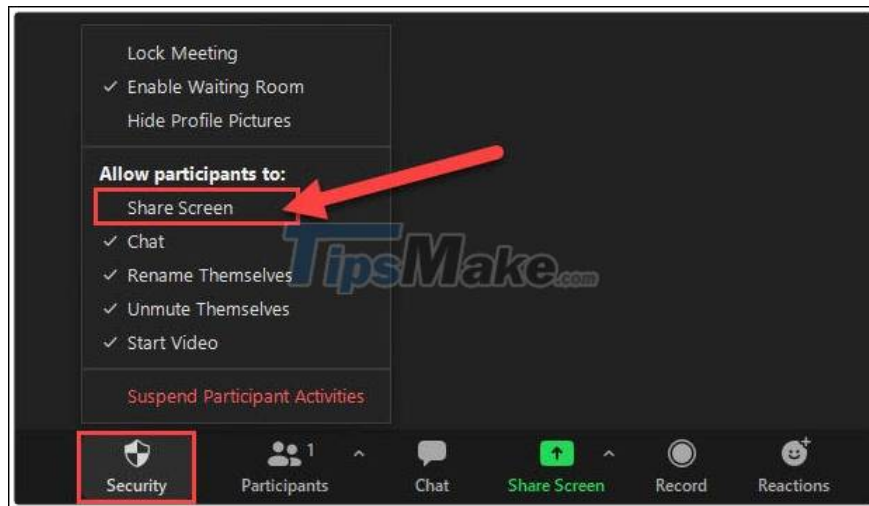 Lock Meeting
✓ Enable Waiting Room
Hide Profile Pictures
Allow participants to:
Share Screen
✓ Chat
✓ Rename Themselves
✓ Unmute Themselves
✓ Start Video
Suspend Participant Activities
TipsMake.com
1
Security Participants Chat Share Screen Record Reactions